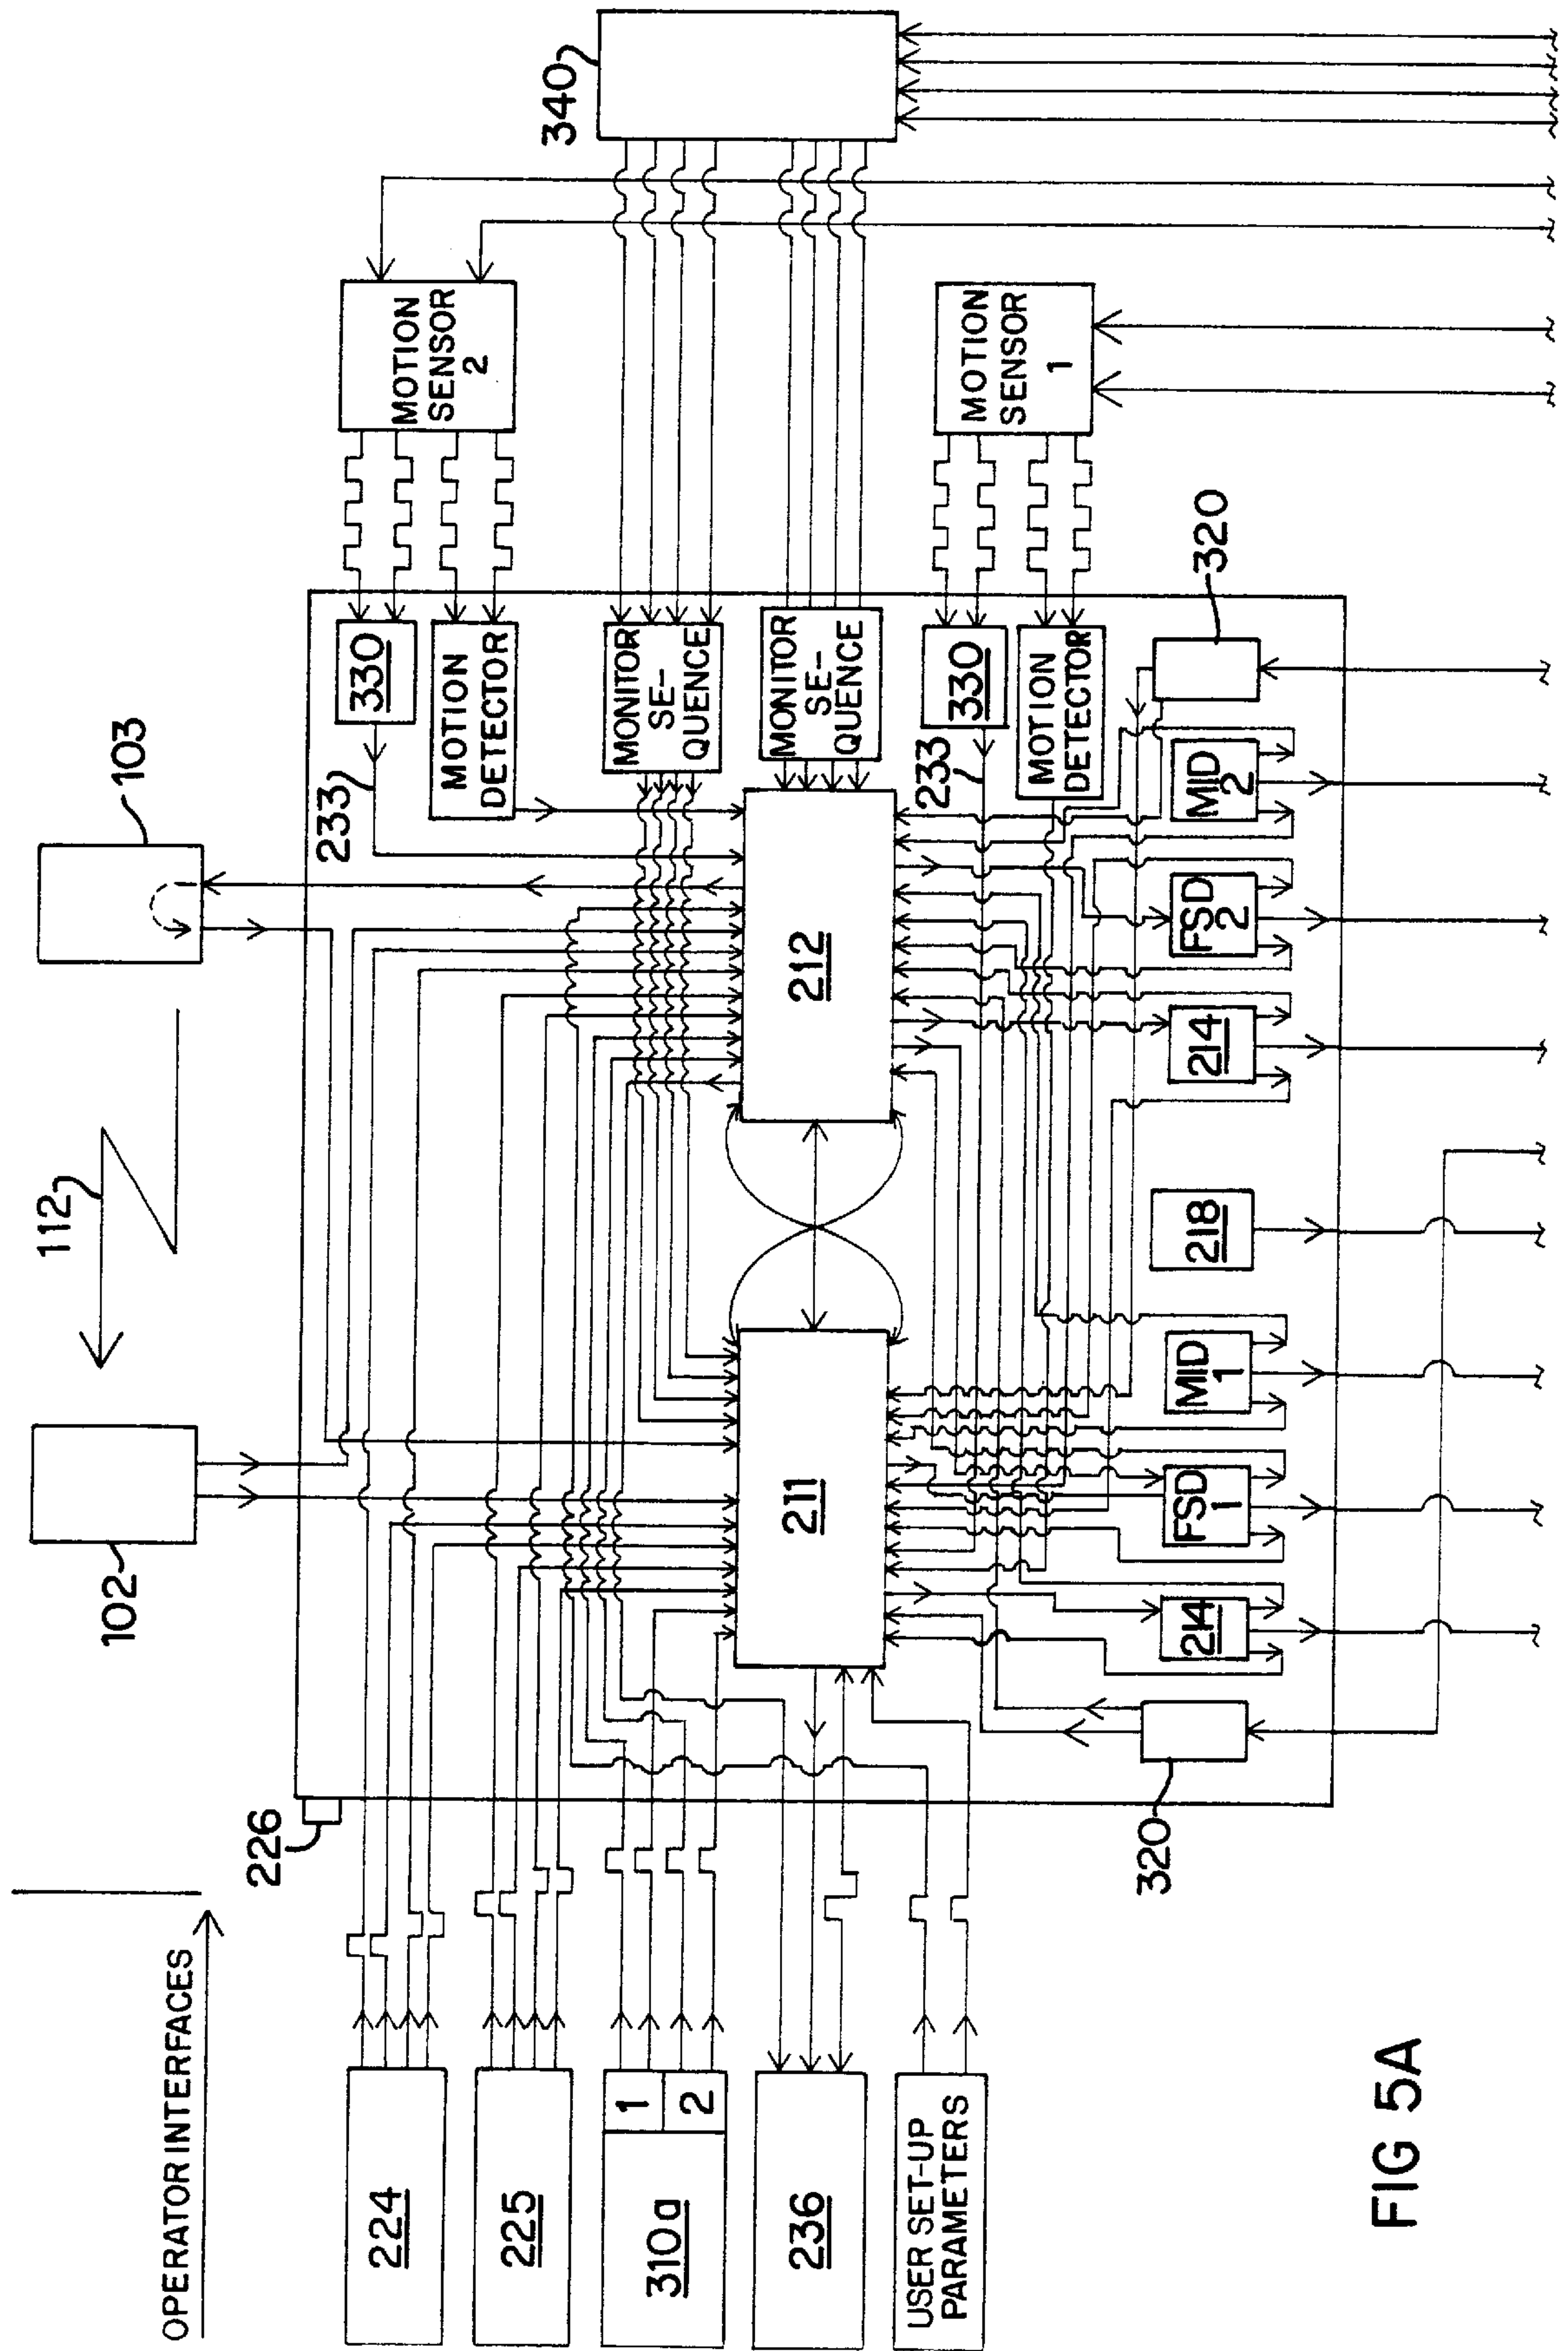 OPERATOR INTERFACES
102
112
103
226
224
225
310a
1
2
236
USER SET-UP
PARAMETERS
233
330
MOTION
DETECTOR
MOTION
SENSOR
2
340
MONITOR
SE-
QUENCE
MONITOR
SE-
QUENCE
211
212
233
330
MOTION
DETECTOR
MOTION
SENSOR
1
320
214
FSD
1
MID
1
218
214
FSD
2
MID
2
320
FIG 5A